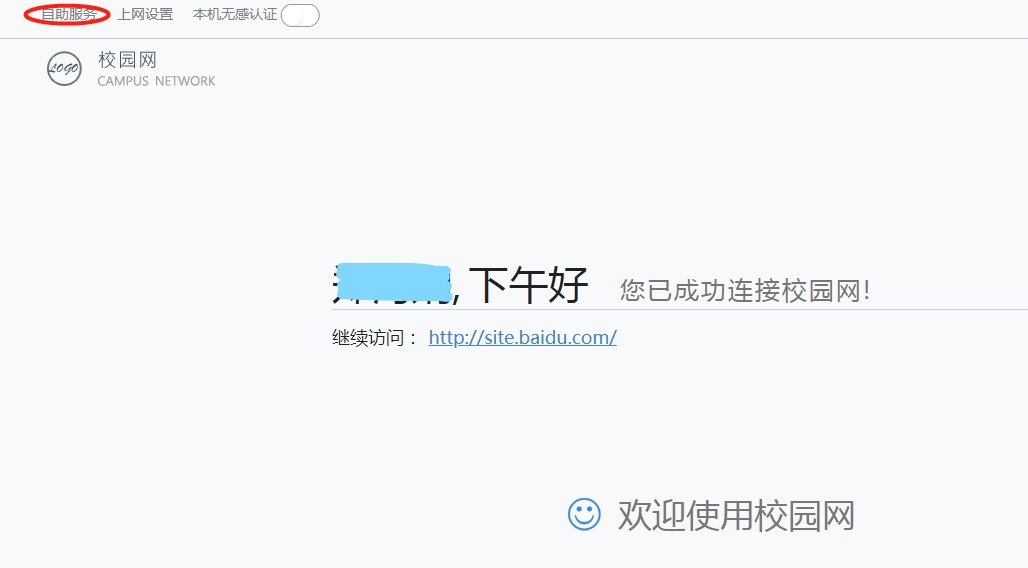 自助服务 上网设置 本机无感认证
LOGO
校园网
CAMPUS NETWORK
, 下午好 您已成功连接校园网!
继续访问： http://site.baidu.com/
欢迎使用校园网